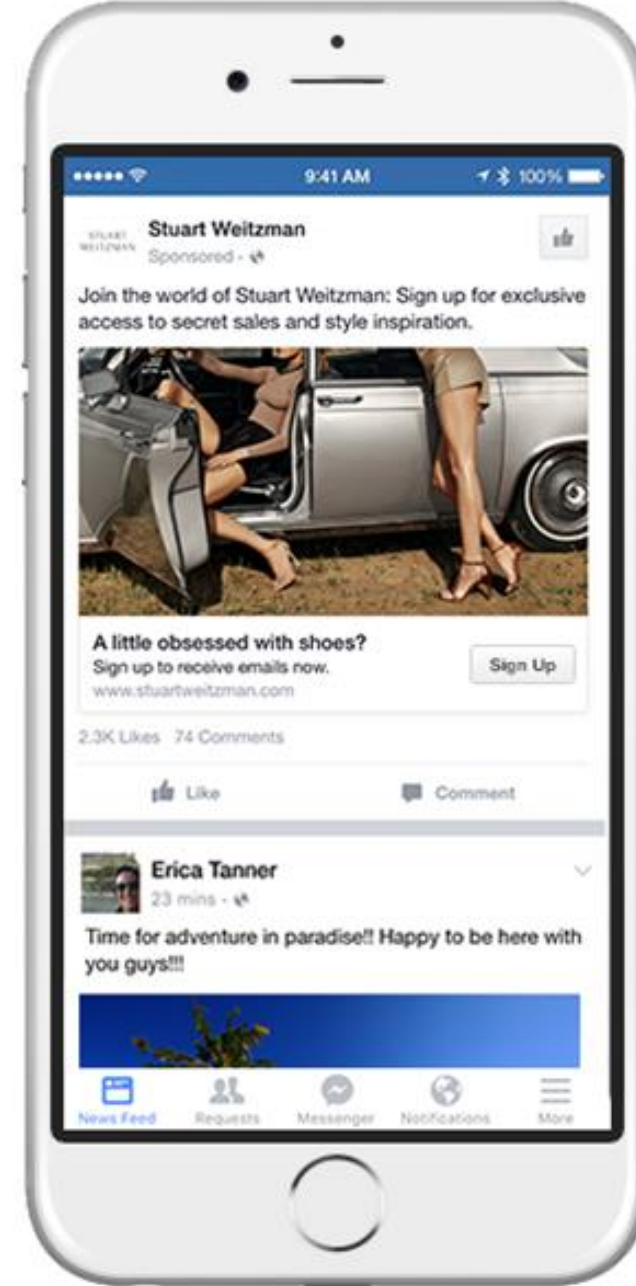 9:41 AM
100%
STUART
WEITZMAN
Stuart Weitzman
Sponsored ·
Join the world of Stuart Weitzman: Sign up for exclusive
access to secret sales and style inspiration.
A little obsessed with shoes?
Sign up to receive emails now.
www.stuartweitzman.com
Sign Up
2.3K Likes 74 Comments
Like
Comment
Erica Tanner
23 mins ·
Time for adventure in paradise!! Happy to be here with
you guys!!!
News Feed
Requests
Messenger
Notifications
More